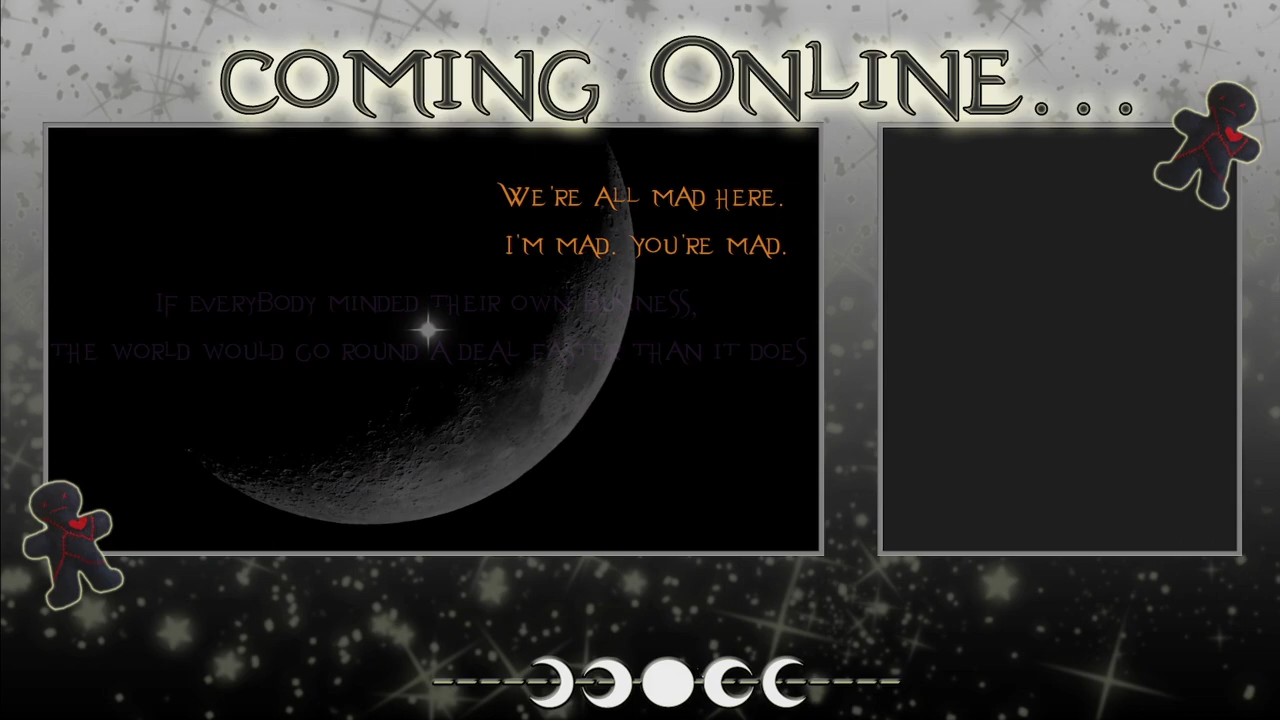 COMING ONLINE...
WE'RE ALL MAD HERE.
I'M MAD. YOU'RE MAD.
IF EVERYBODY MINDED THEIR OWN BUSINESS,
THE WORLD WOULD GO ROUND A DEAL FASTER THAN IT DOES